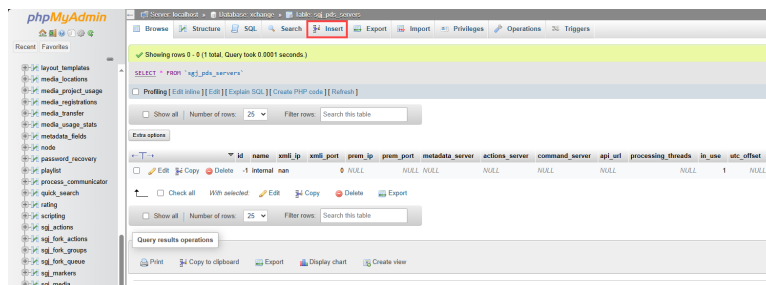 phpMyAdmin
Recent Favorites
layout_templates
media_locations
media_project_usage
media_registrations
media_transfer
media_usage_stats
metadata_fields
node
password_recovery
playlist
process_communicator
quick_search
rating
scripting
sgj_actions
sgj_fork_actions
sgj_fork_groups
sgj_fork_queue
sgj_markers
sgj_media
Server: localhost » Database: xchange » Table: sgj_pds_servers
Browse Structure SQL Search Insert Export Import Privileges Operations Triggers
Showing rows 0 - 0 (1 total, Query took 0.0001 seconds.)
SELECT * FROM `sgj_pds_servers`
Profiling [ Edit inline ] [ Edit ] [ Explain SQL ] [ Create PHP code ] [ Refresh ]
Show all | Number of rows: 25 Filter rows: Search this table
Extra options
←T→ id name xmli_ip xmli_port prem_ip prem_port metadata_server actions_server command_server api_url processing_threads in_use utc_offset
Edit Copy Delete -1 internal nan 0 NULL NULL NULL NULL NULL NULL NULL 1 NULL
Check all With selected: Edit Copy Delete Export
Show all | Number of rows: 25 Filter rows: Search this table
Query results operations
Print Copy to clipboard Export Display chart Create view